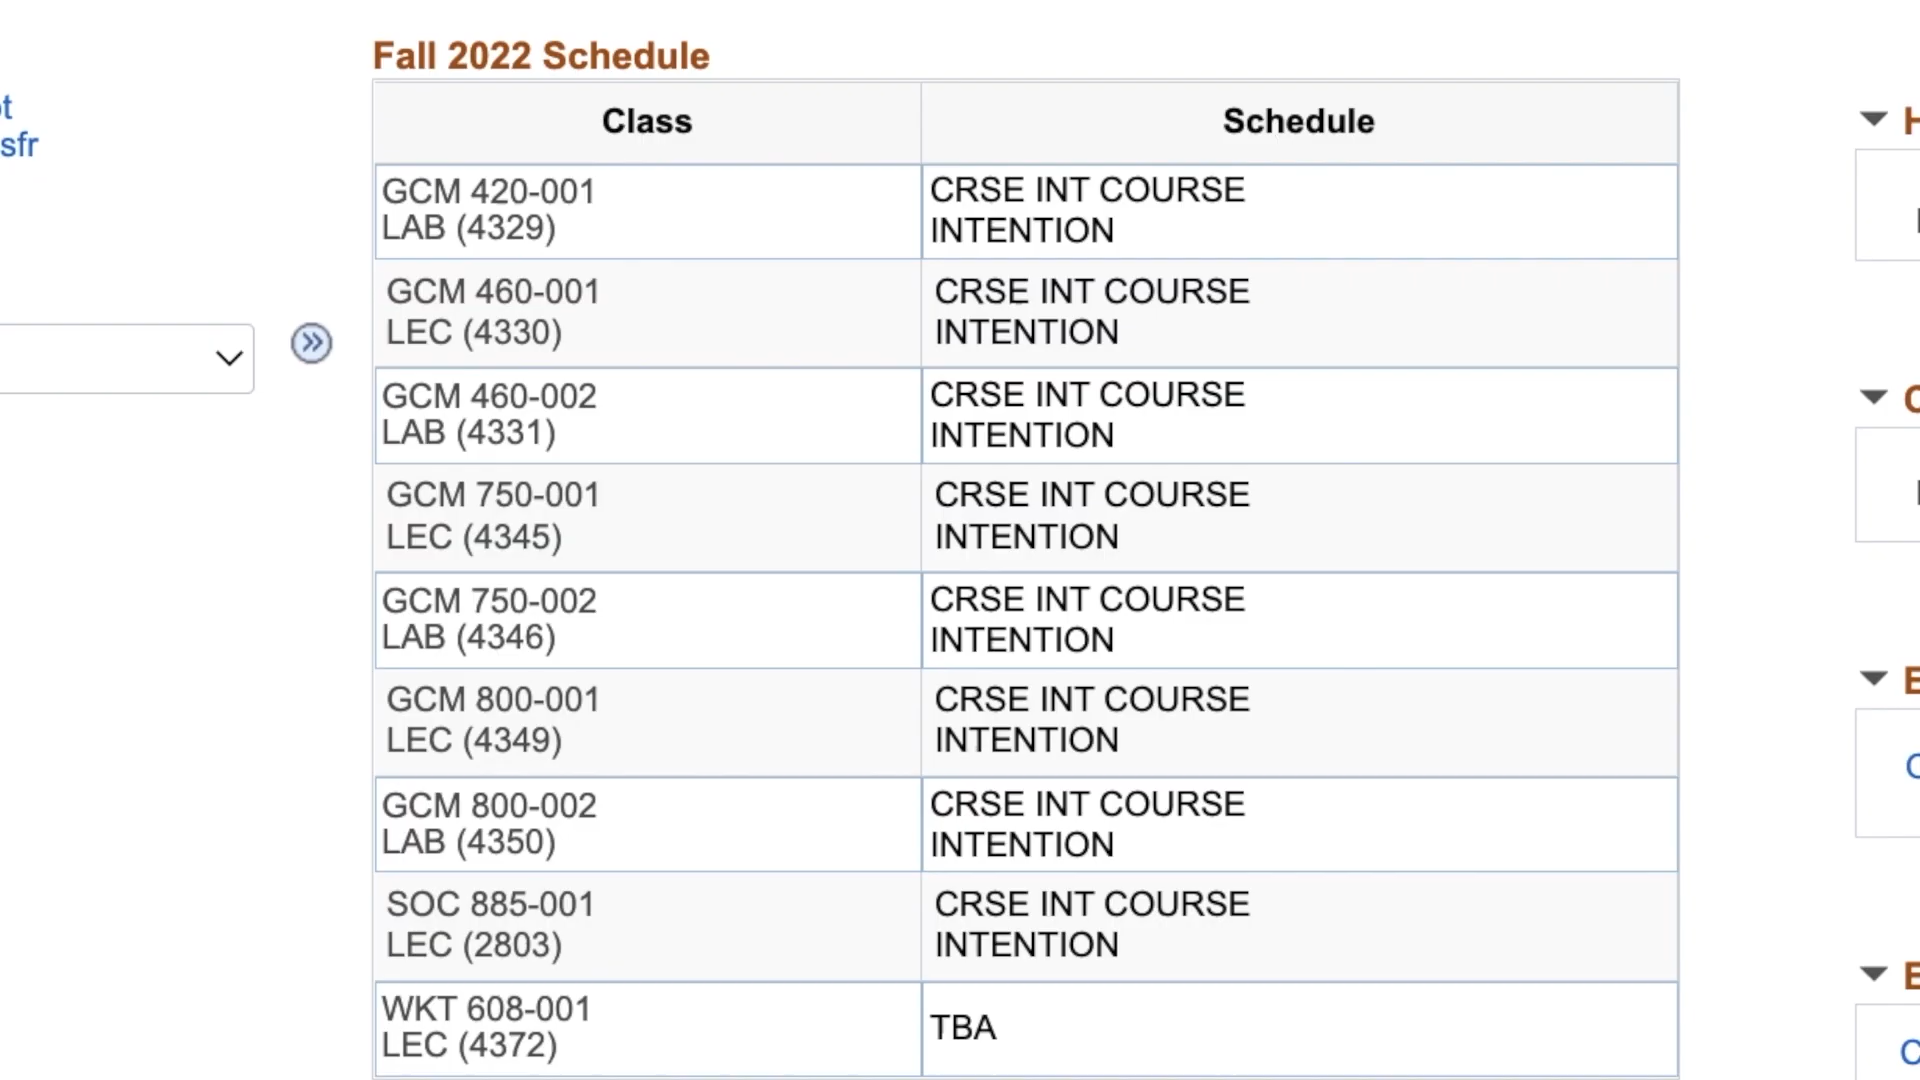 Fall 2022 Schedule
Class Schedule
GCM 420-001
LAB (4329)
CRSE INT COURSE
INTENTION
GCM 460-001
LEC (4330)
CRSE INT COURSE
INTENTION
GCM 460-002
LAB (4331)
CRSE INT COURSE
INTENTION
GCM 750-001
LEC (4345)
CRSE INT COURSE
INTENTION
GCM 750-002
LAB (4346)
CRSE INT COURSE
INTENTION
GCM 800-001
LEC (4349)
CRSE INT COURSE
INTENTION
GCM 800-002
LAB (4350)
CRSE INT COURSE
INTENTION
SOC 885-001
LEC (2803)
CRSE INT COURSE
INTENTION
WKT 608-001
LEC (4372)
TBA
sfr